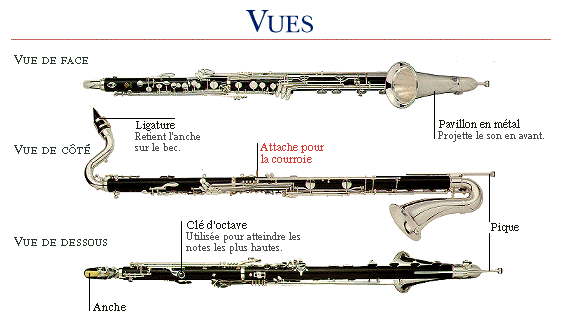 VUES
VUE DE FACE
Ligature
Retient l'anche
sur le bec.
Pavillon en métal
Projette le son en avant.
VUE DE CÔTÉ
Attache pour
la courroie
Clé d'octave
Utilisée pour atteindre les
notes les plus hautes.
Pique
VUE DE DESSOUS
Anche